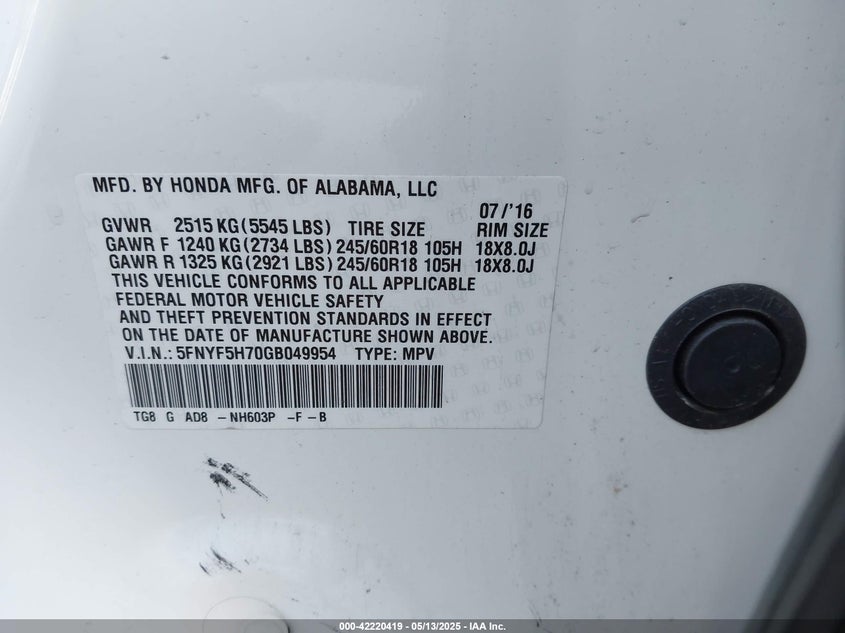 MFD. BY HONDA MFG. OF ALABAMA, LLC
07/'16
GVWR 2515 KG (5545 LBS) TIRE SIZE RIM SIZE
GAWR F 1240 KG (2734 LBS) 245/60R18 105H 18X8.0J
GAWR R 1325 KG (2921 LBS) 245/60R18 105H 18X8.0J
THIS VEHICLE CONFORMS TO ALL APPLICABLE
FEDERAL MOTOR VEHICLE SAFETY
AND THEFT PREVENTION STANDARDS IN EFFECT
ON THE DATE OF MANUFACTURE SHOWN ABOVE.
V.I.N.: 5FNYF5H70GB049954 TYPE: MPV
TG8 G AD8 - NH603P - F - B
000-42220419 - 05/13/2025 - IAA Inc.